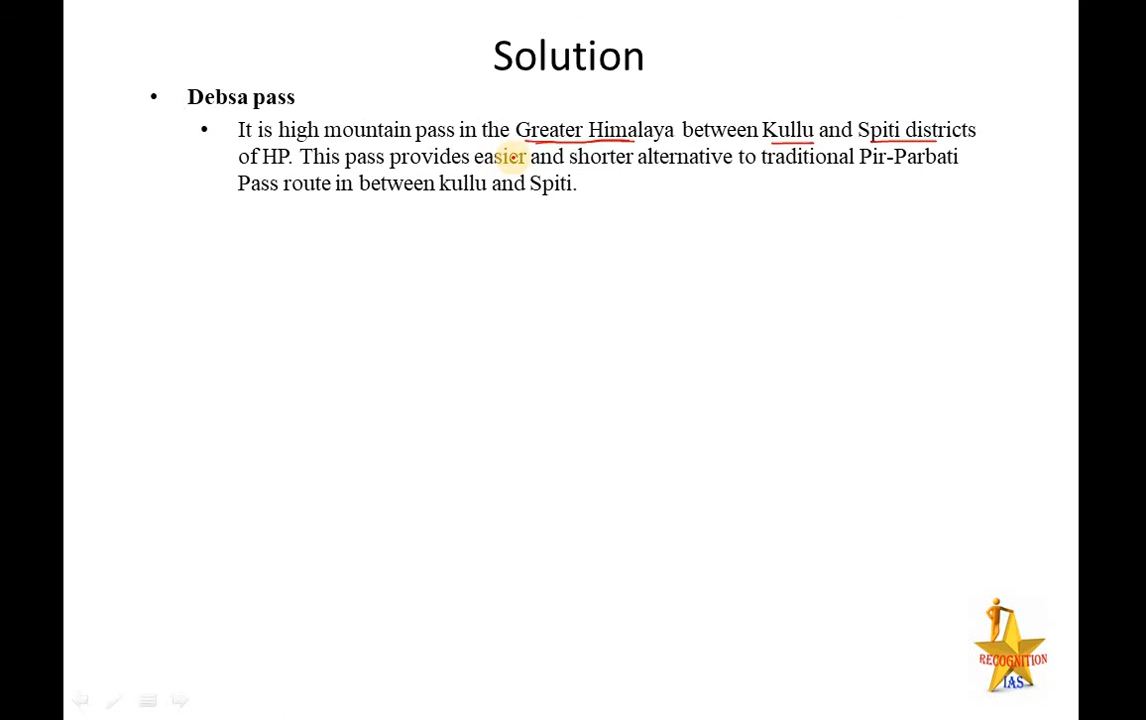 Solution
• Debsa pass
• It is high mountain pass in the Greater Himalaya between Kullu and Spiti districts
of HP. This pass provides easier and shorter alternative to traditional Pir-Parbati
Pass route in between kullu and Spiti.
RECOGNITION
IAS